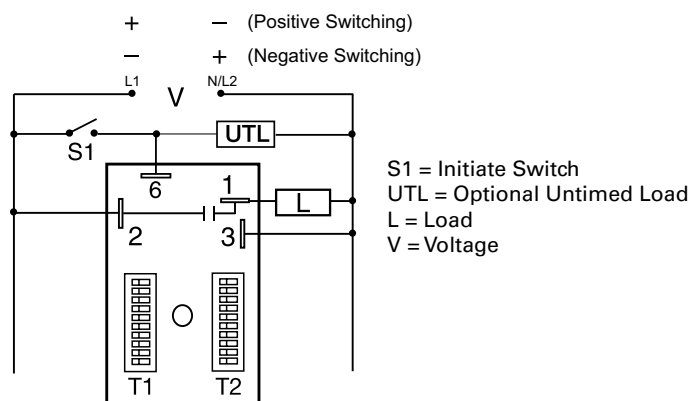 + − (Positive Switching)
− + (Negative Switching)
L1 V N/L2
S1 UTL
6 1 L
2 3
T1 T2
S1 = Initiate Switch
UTL = Optional Untimed Load
L = Load
V = Voltage